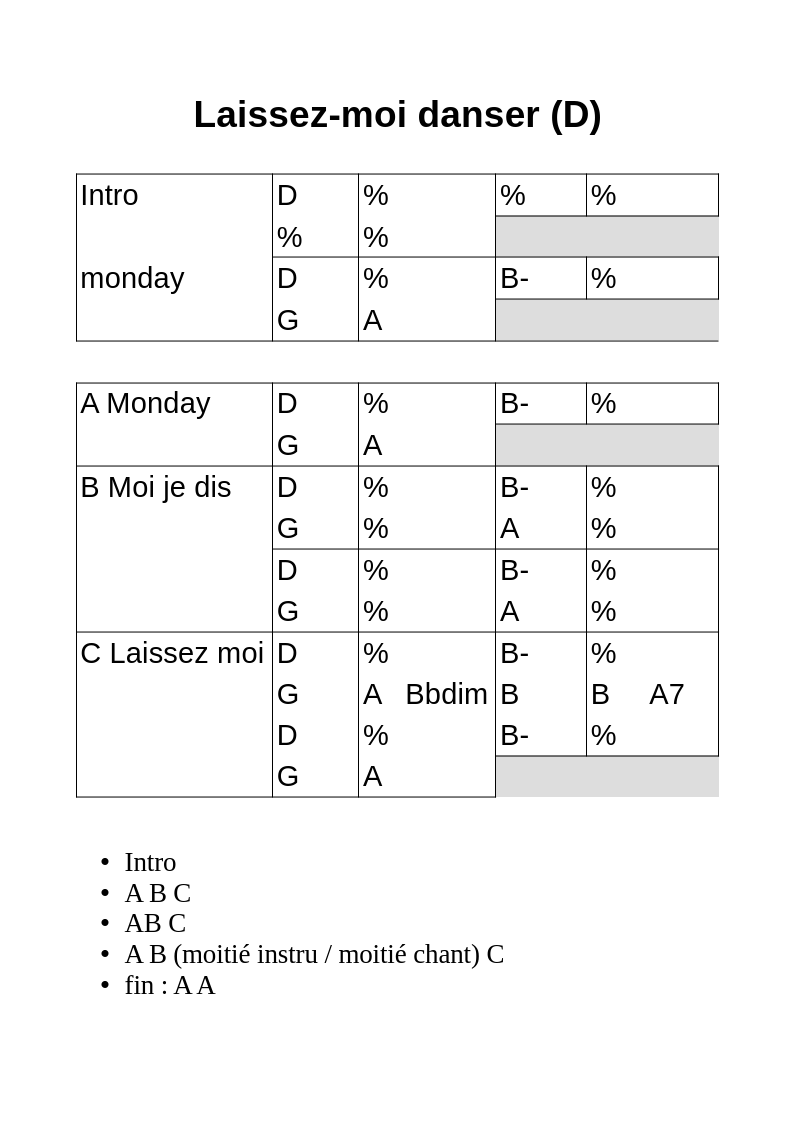 Laissez-moi danser (D)
Intro D % % %
% %
monday D % B- %
G A
A Monday D % B- %
G A
B Moi je dis D % B- %
G % A %
D % B- %
G % A %
C Laissez moi D % B- %
G A Bbdim B B A7
D % B- %
G A
• Intro
• A B C
• AB C
• A B (moitié instru / moitié chant) C
• fin : A A